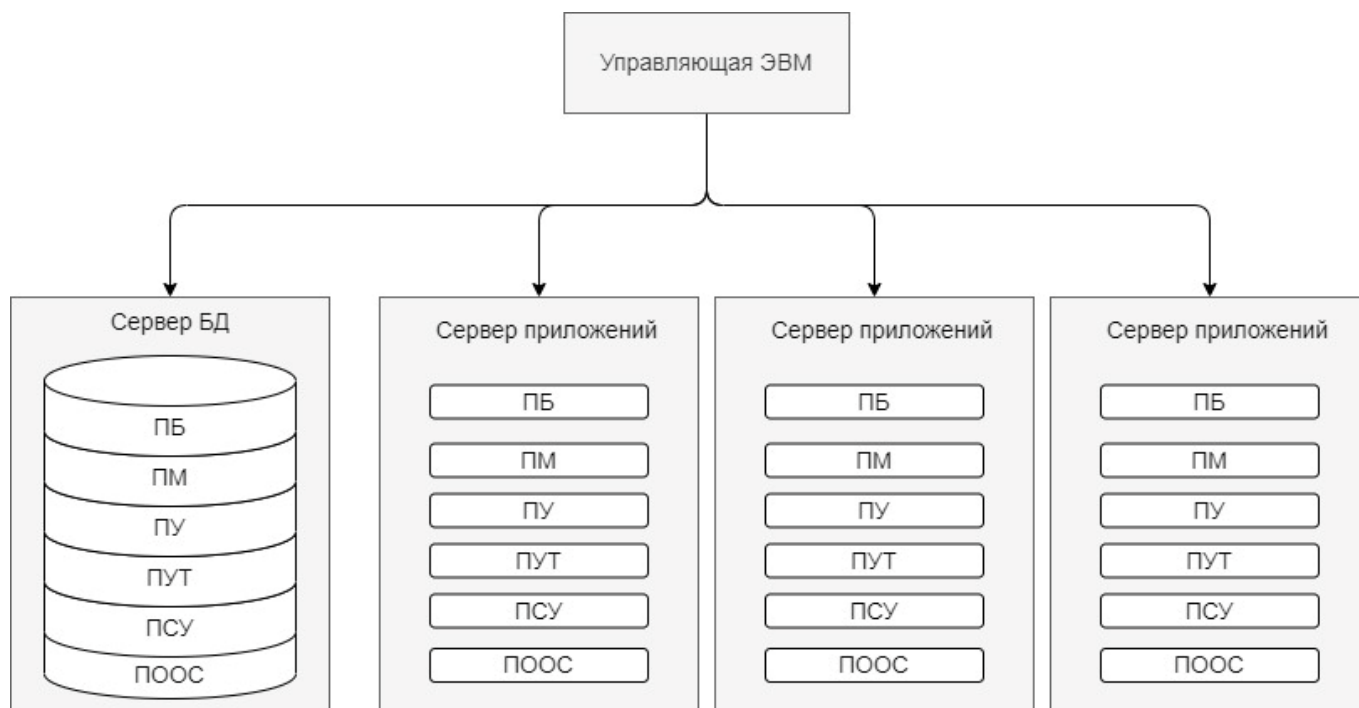 Управляющая ЭВМ
Сервер БД
ПБ
ПМ
ПУ
ПУТ
ПСУ
ПООС
Сервер приложений
ПБ
ПМ
ПУ
ПУТ
ПСУ
ПООС
Сервер приложений
ПБ
ПМ
ПУ
ПУТ
ПСУ
ПООС
Сервер приложений
ПБ
ПМ
ПУ
ПУТ
ПСУ
ПООС